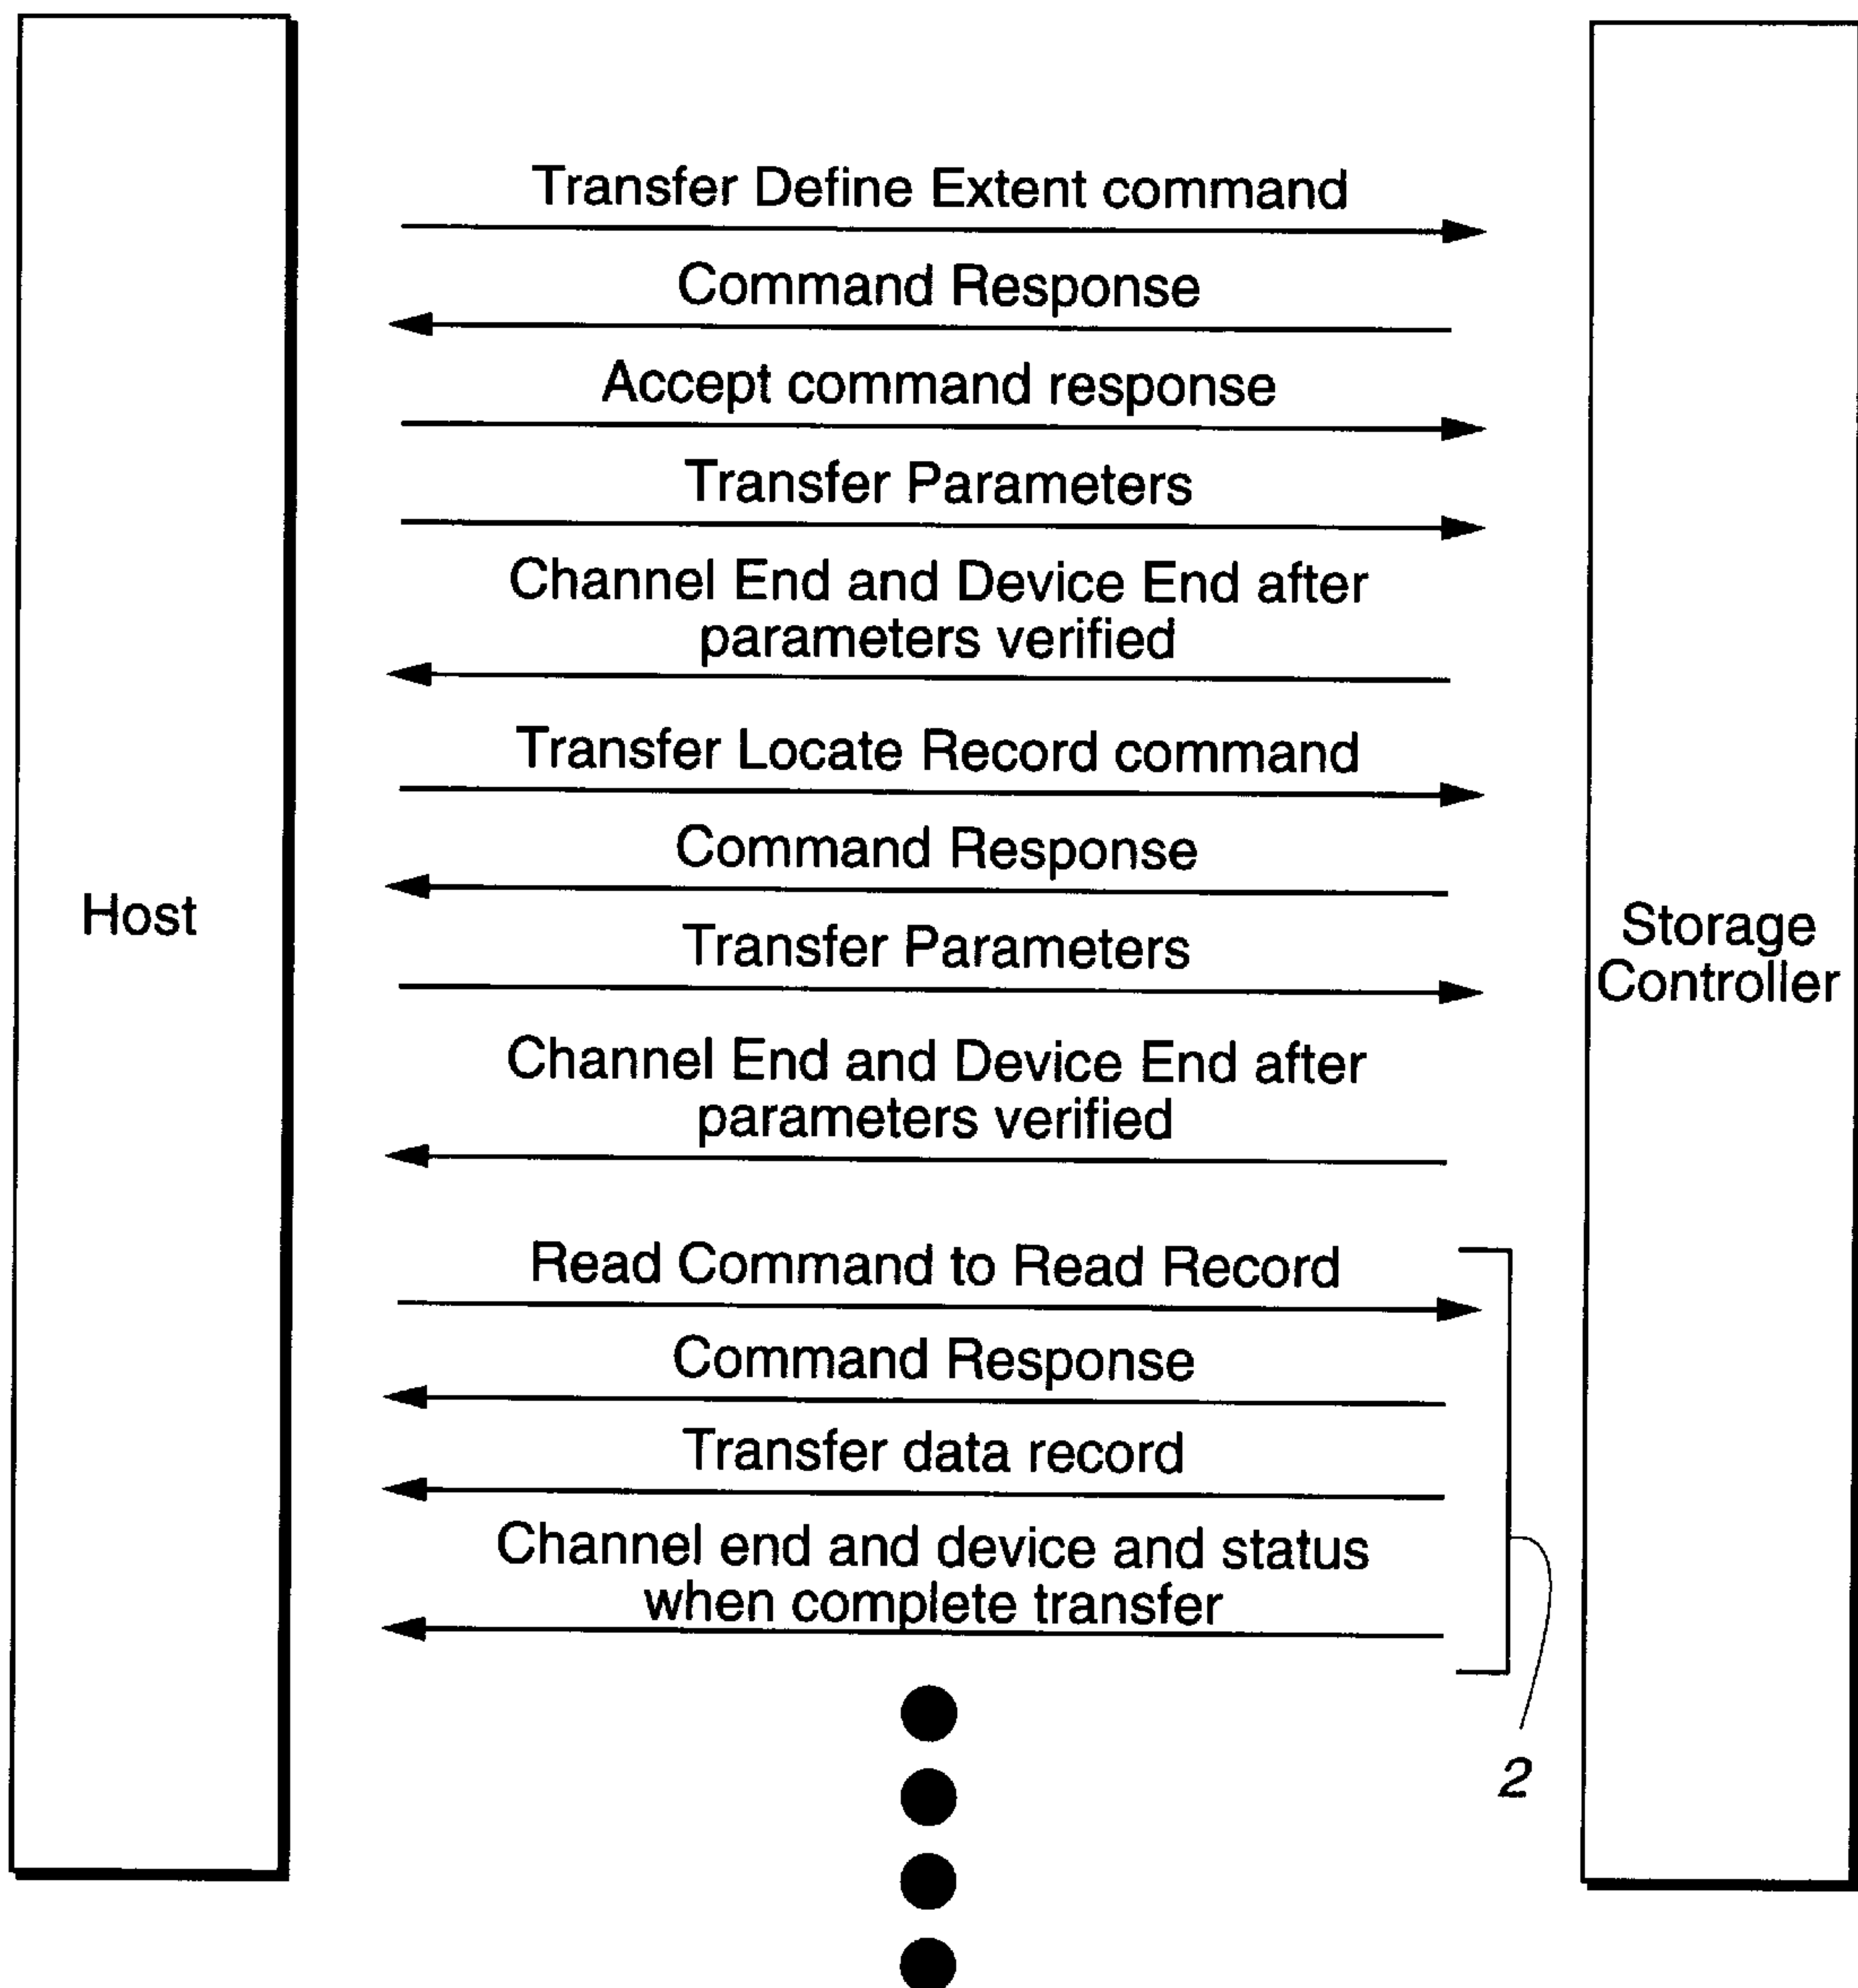 Transfer Define Extent command
Command Response
Accept command response
Transfer Parameters
Channel End and Device End after
parameters verified
Transfer Locate Record command
Command Response
Host
Transfer Parameters
Storage
Controller
Channel End and Device End after
parameters verified
Read Command to Read Record
Command Response
Transfer data record
Channel end and device and status
when complete transfer
2